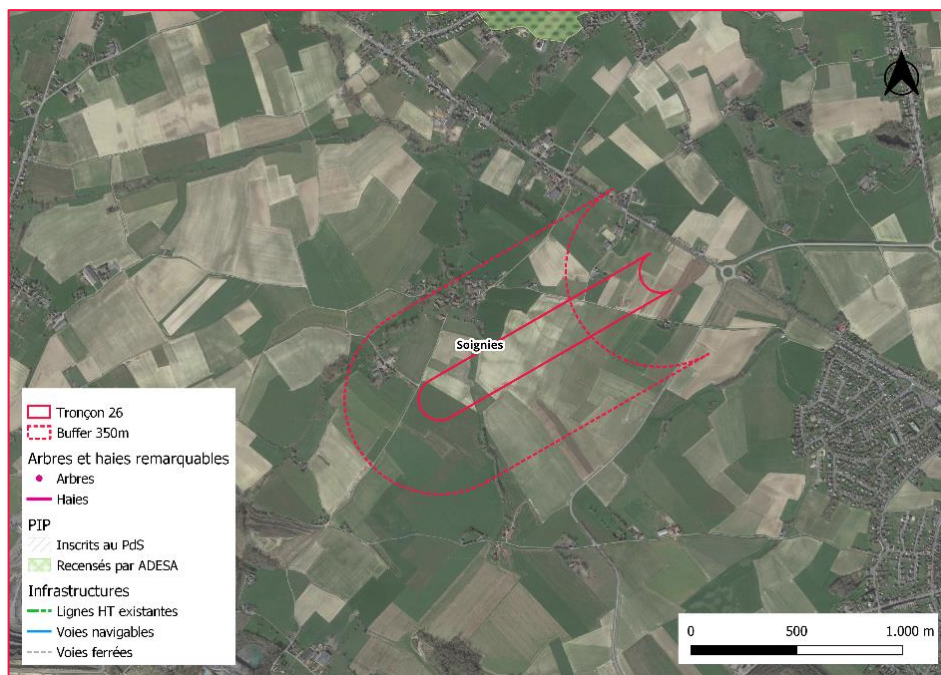 Soignies
Tronçon 26
Buffer 350m
Arbres et haies remarquables
Arbres
Haies
PIP
Inscrits au PdS
Recensés par ADESA
Infrastructures
Lignes HT existantes
Voies navigables
Voies ferrées
0 500 1.000 m